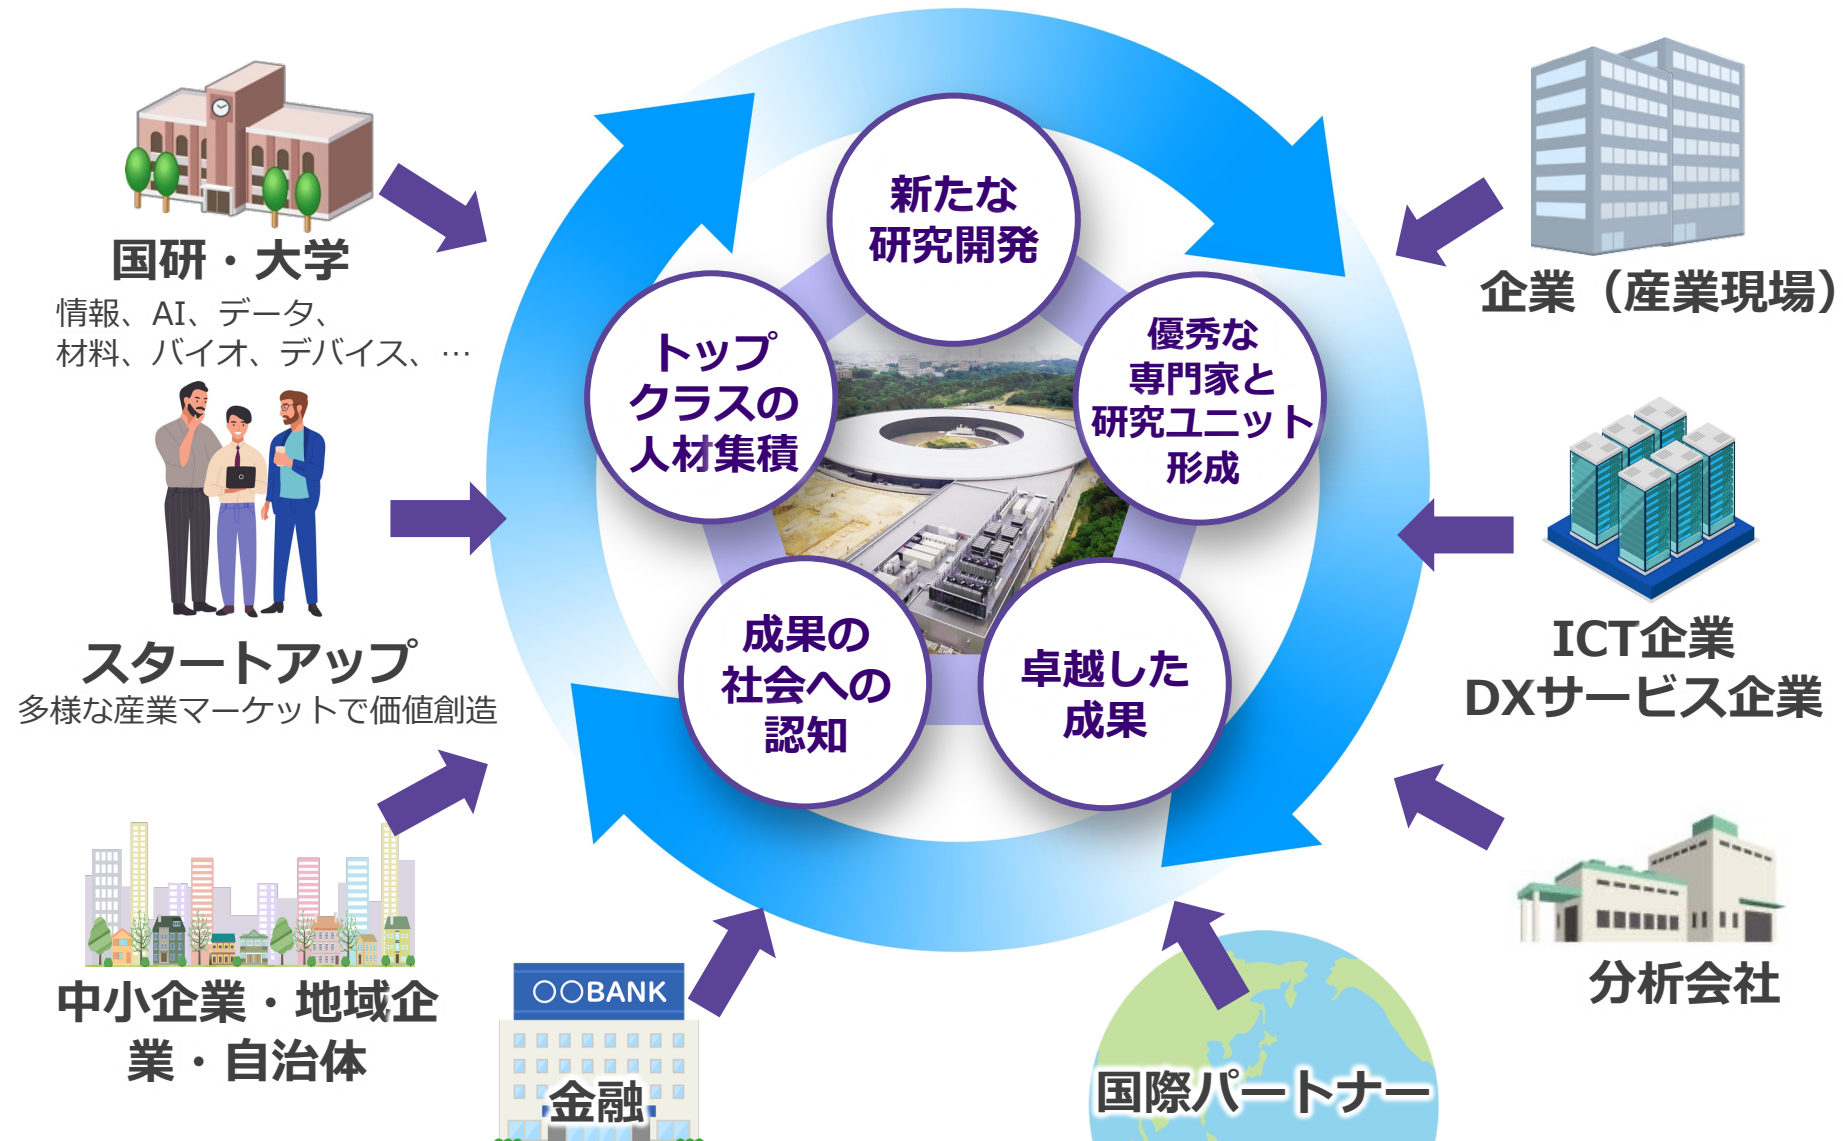 国研・大学
情報、AI、データ、
材料、バイオ、デバイス、…
スタートアップ
多様な産業マーケットで価値創造
中小企業・地域企
業・自治体
○○BANK
金融
国際パートナー
新たな
研究開発
優秀な
専門家と
研究ユニット
形成
卓越した
成果
成果の
社会への
認知
トップ
クラスの
人材集積
企業（産業現場）
ICT企業
DXサービス企業
分析会社